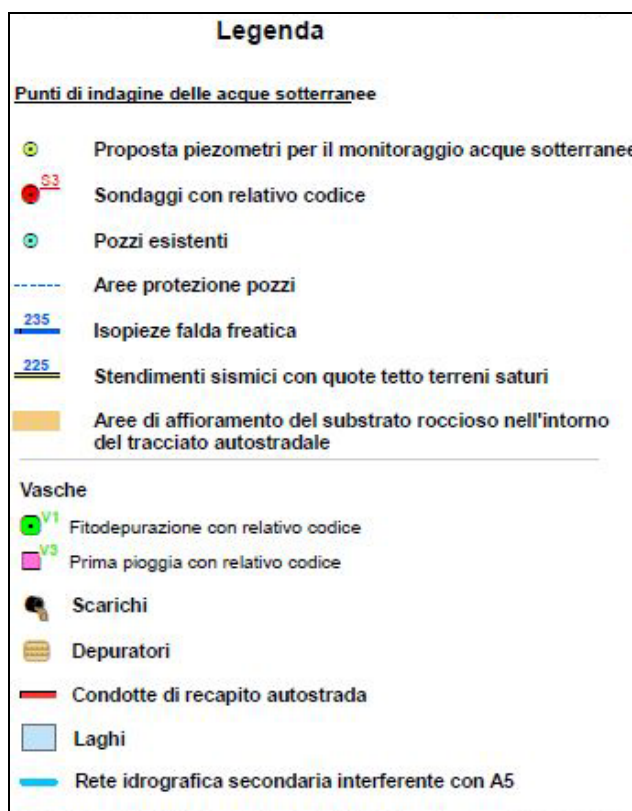 Legenda
Punti di indagine delle acque sotterranee
Proposta piezometri per il monitoraggio acque sotterranee
S3 Sondaggi con relativo codice
Pozzi esistenti
Aree protezione pozzi
235 Isopieze falda freatica
225 Stendimenti sismici con quote tetto terreni saturi
Aree di affioramento del substrato roccioso nell'intorno
del tracciato autostradale
Vasche
V1 Fitodepurazione con relativo codice
V3 Prima pioggia con relativo codice
Scarichi
Depuratori
Condotte di recapito autostrada
Laghi
Rete idrografica secondaria interferente con A5